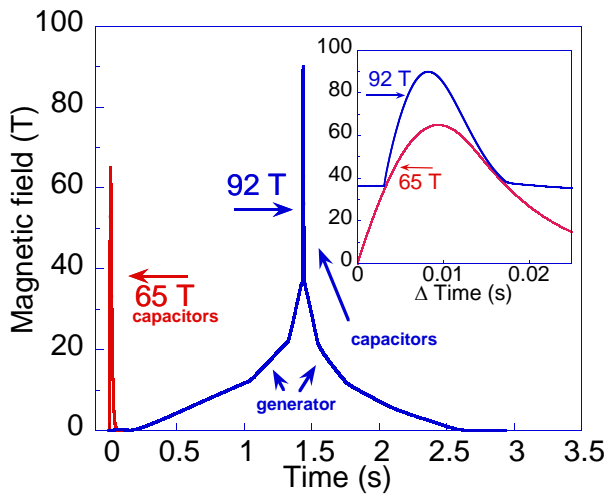 Magnetic field (T)
100
80
60
40
20
0
0
0.5
1
1.5
2
2.5
3
3.5
Time (s)
65 T
capacitors
92 T
generator
capacitors
100
80
60
40
20
0
0
0.01
0.02
Δ Time (s)
92 T
65 T